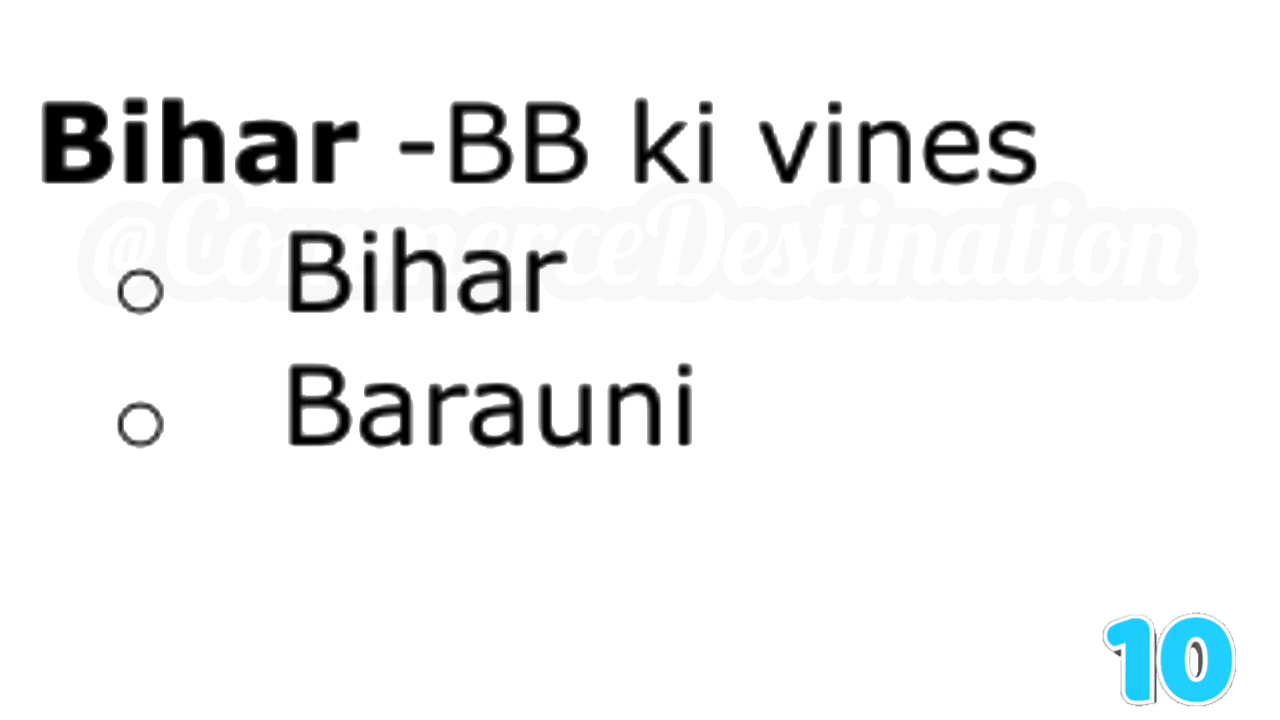 Bihar -BB ki vines
@CommerceDestination
○ Bihar
○ Barauni
10